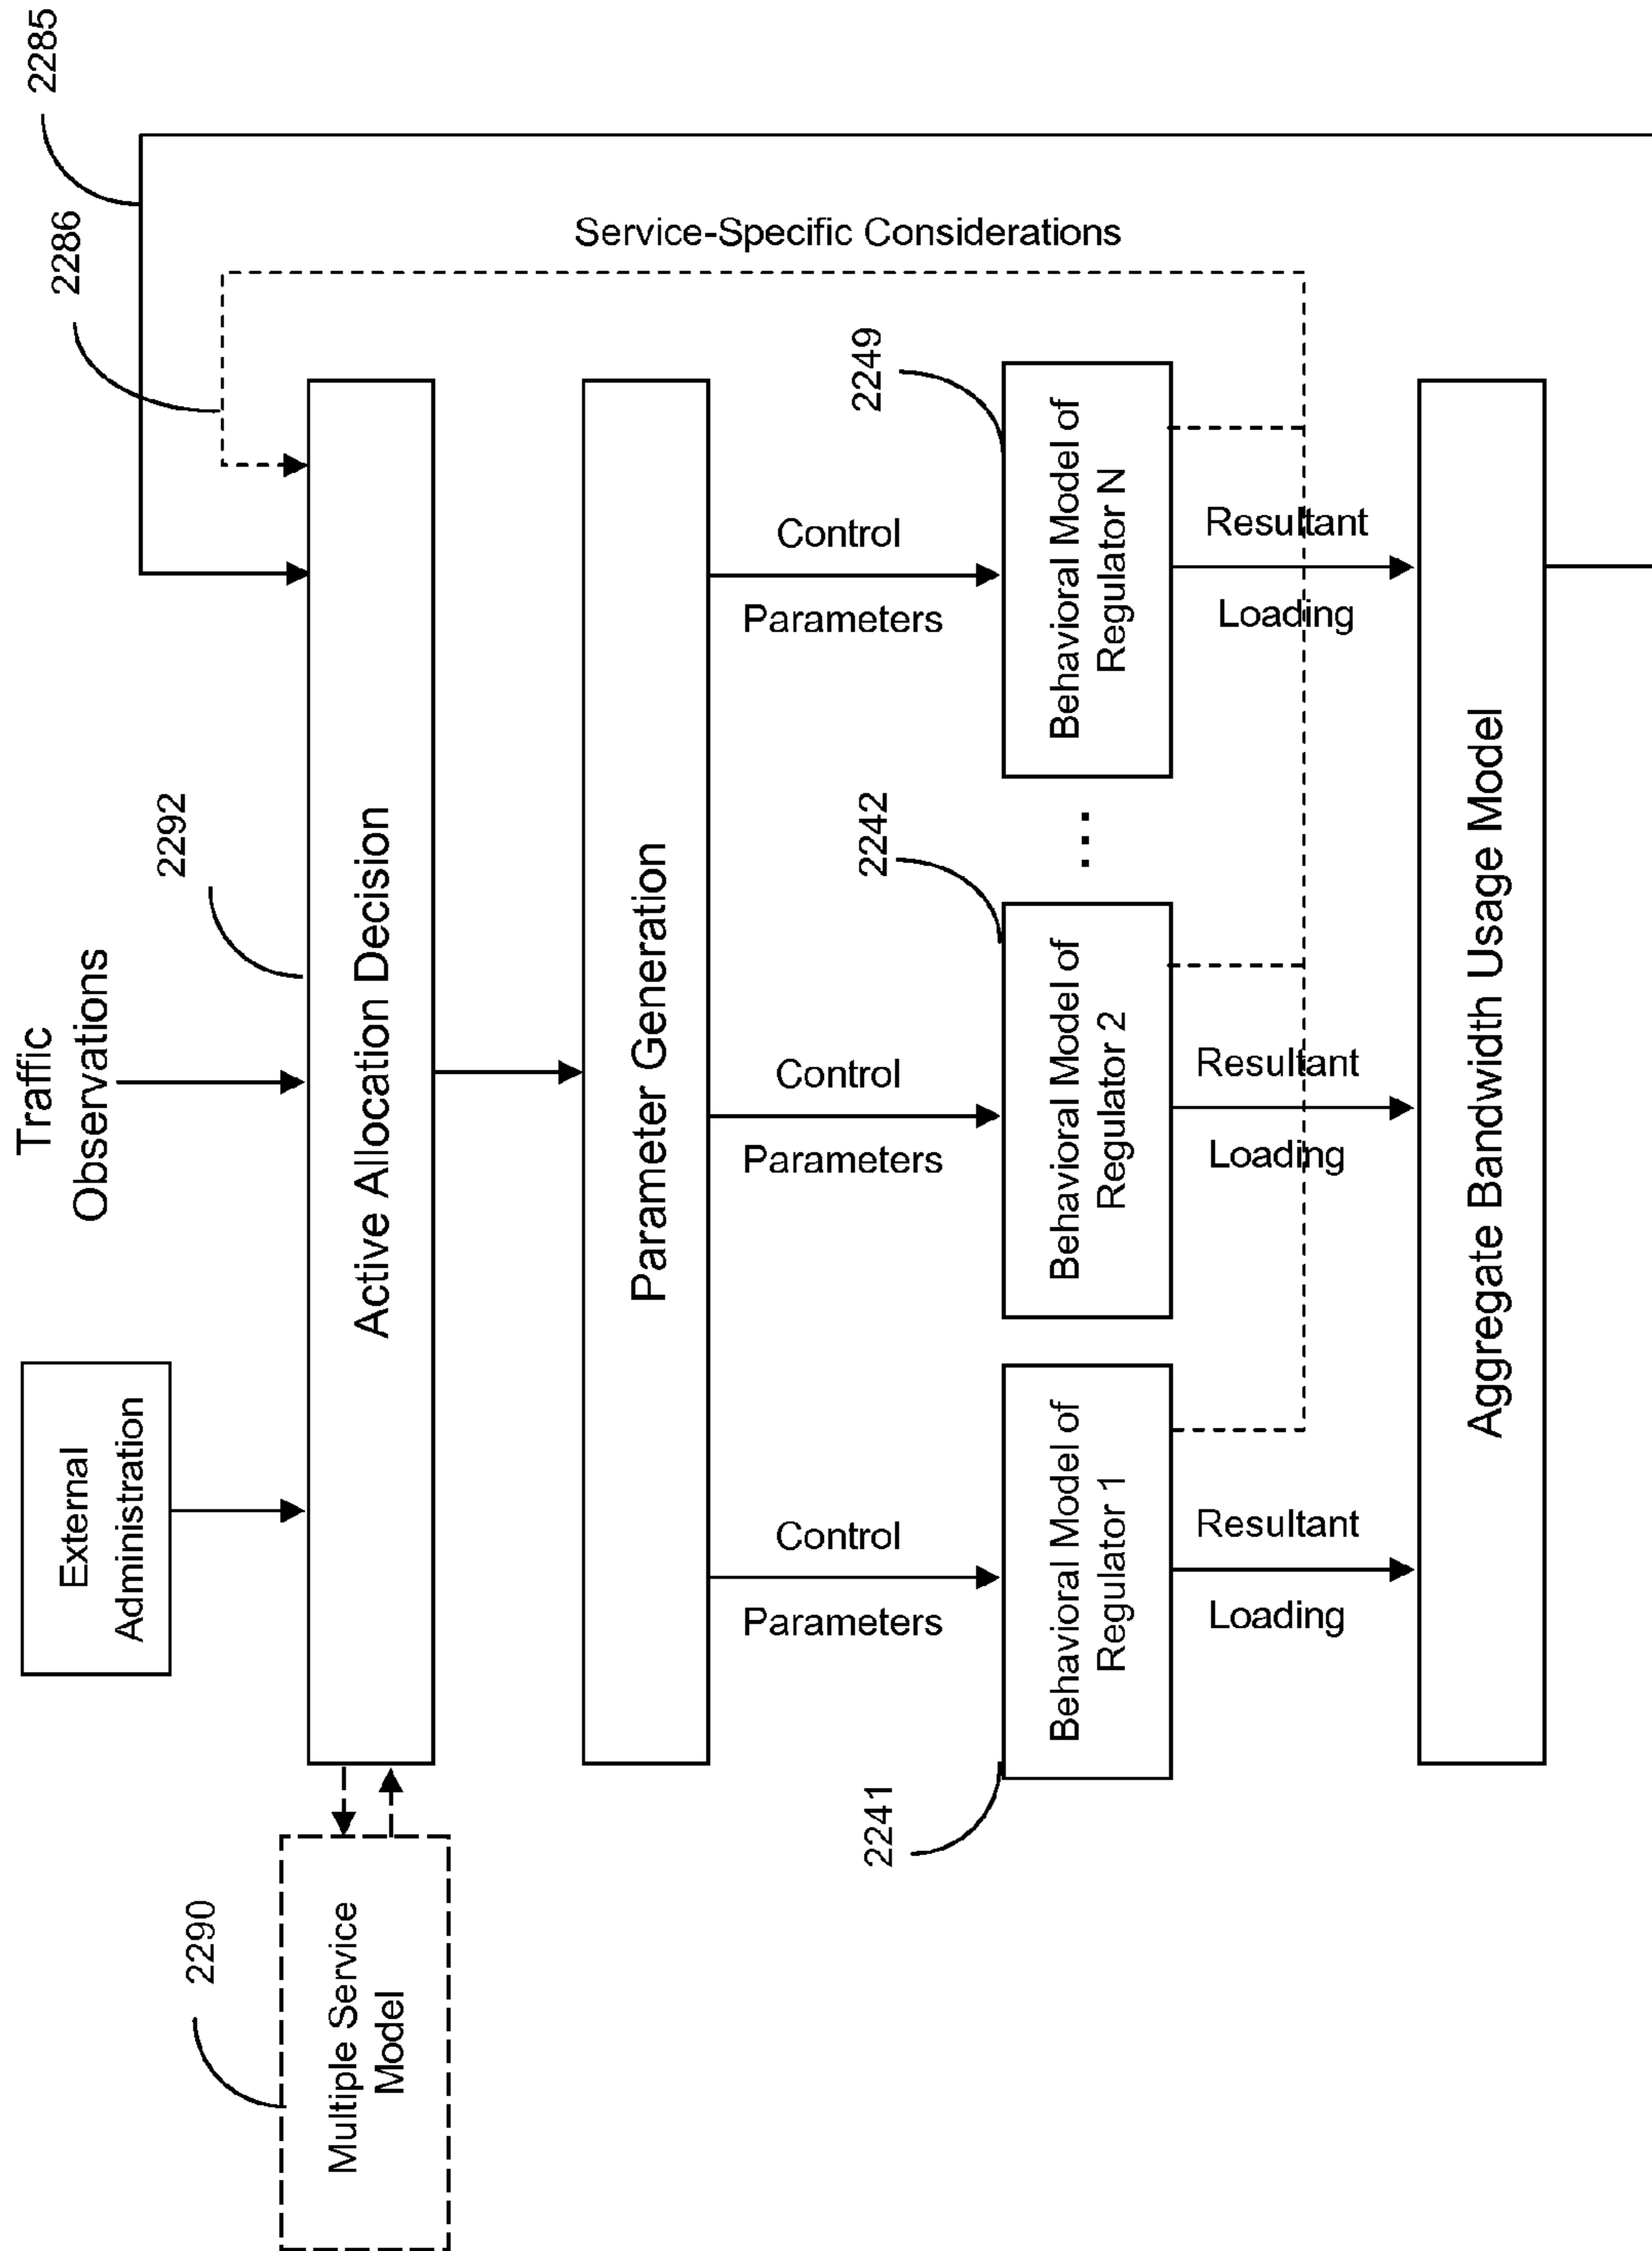 2285
2286
Service-Specific Considerations
Traffic
Observations
External
Administration
2292
Active Allocation Decision
2290
Multiple Service
Model
Parameter Generation
Control
Parameters
Control
Parameters
Control
Parameters
2241
Behavioral Model of
Regulator 1
2242
Behavioral Model of
Regulator 2
...
2249
Behavioral Model of
Regulator N
Resultant
Loading
Resultant
Loading
Resultant
Loading
Aggregate Bandwidth Usage Model